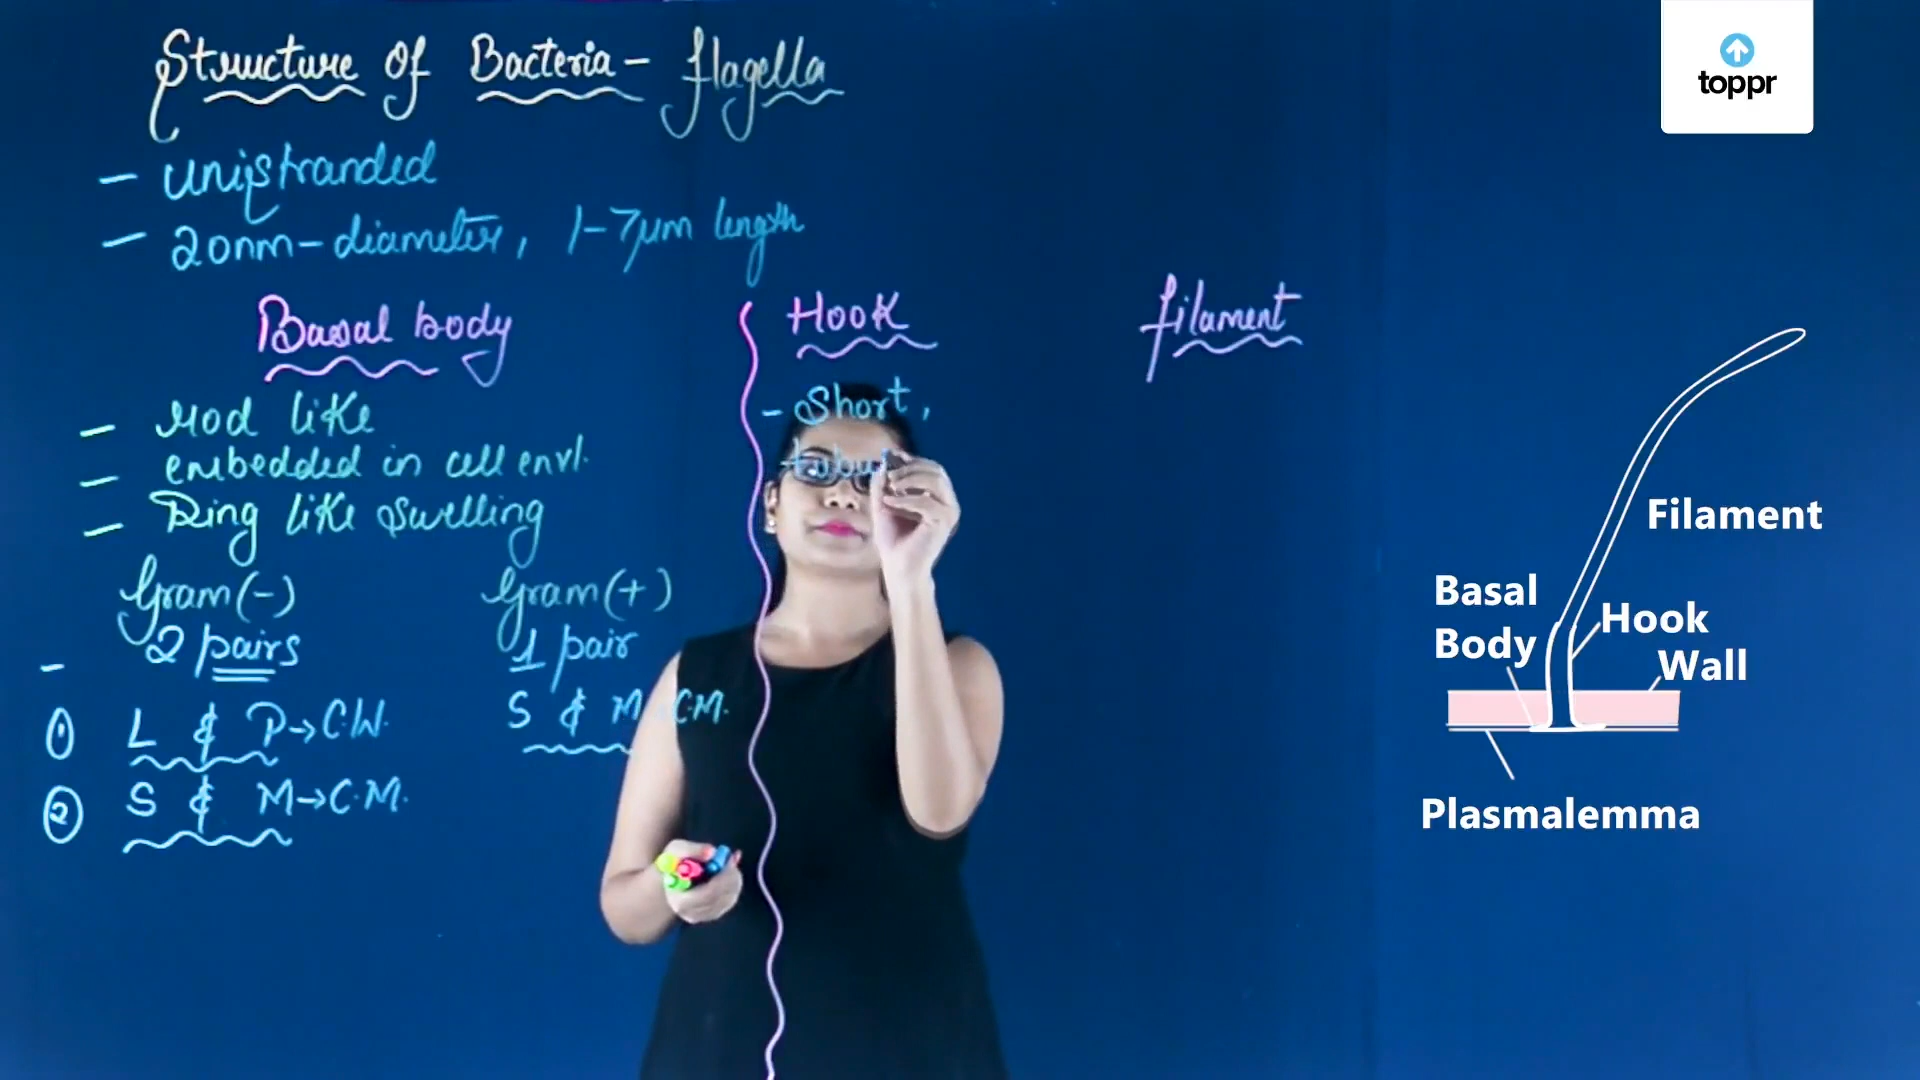 Structure of Bacteria - flagella
toppr
- unistranded
- 20nm - diameter, 1-7μm length
Basal body
- rod like
- embedded in cell envl.
- Ring like swelling
Gram (-)
Gram (+)
- 2 pairs
1 pair
① L & P → C.W.
S & M C.M.
② S & M → C.M.
Hook
- Short,
filament
Filament
Basal
Body
Hook
Wall
Plasmalemma